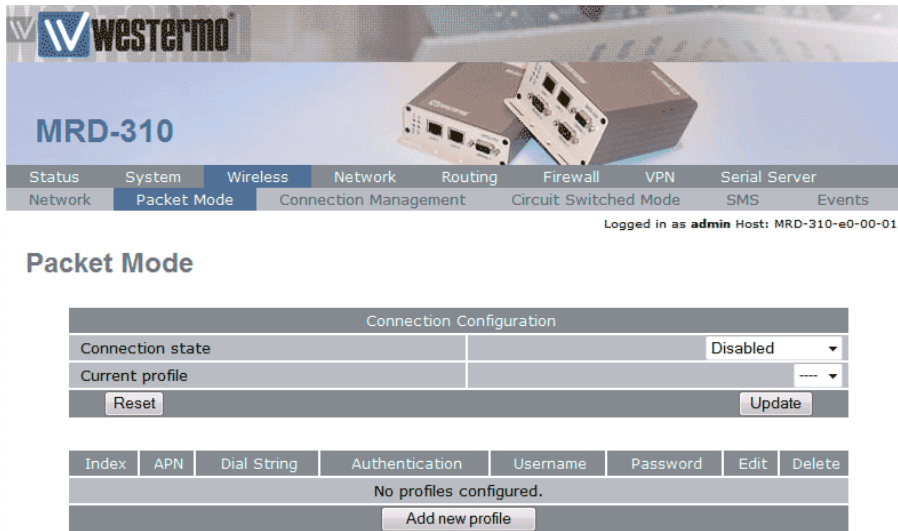 westermo
MRD-310
Status System Wireless Network Routing Firewall VPN Serial Server
Network Packet Mode Connection Management Circuit Switched Mode SMS Events
Logged in as admin Host: MRD-310-e0-00-01
Packet Mode
Connection Configuration
Connection state Disabled
Current profile ----
Reset Update
Index APN Dial String Authentication Username Password Edit Delete
No profiles configured.
Add new profile